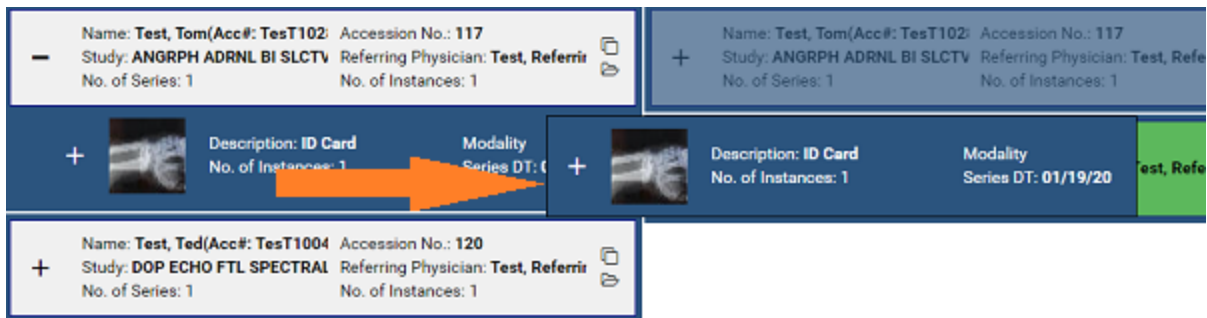 Name: Test, Tom(Acc#: TesT102 Accession No.: 117
Study: ANGRPH ADRNL BI SLCTV Referring Physician: Test, Referrin
No. of Series: 1 No. of Instances: 1
Name: Test, Tom(Acc#: TesT102 Accession No.: 117
Study: ANGRPH ADRNL BI SLCTV Referring Physician: Test, Refe
No. of Series: 1 No. of Instances: 1
Description: ID Card Modality
No. of Instances: 1 Series DT: 0
Description: ID Card Modality
No. of Instances: 1 Series DT: 01/19/20
Test, Refe
Name: Test, Ted(Acc#: TesT1004 Accession No.: 120
Study: DOP ECHO FTL SPECTRAL Referring Physician: Test, Referrin
No. of Series: 1 No. of Instances: 1